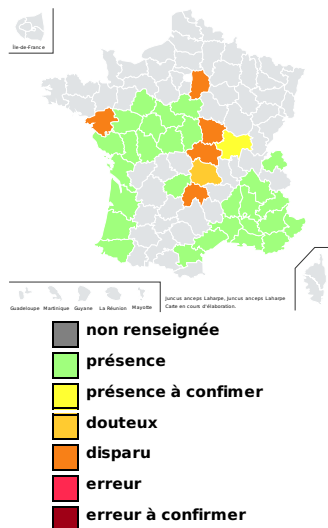 Île-de-France
Guadeloupe Martinique Guyane La Réunion Mayotte
Juncus anceps Laharpe, Juncus anceps Laharpe
Carte en cours d'élaboration.
non renseignée
présence
présence à confimer
douteux
disparu
erreur
erreur à confirmer